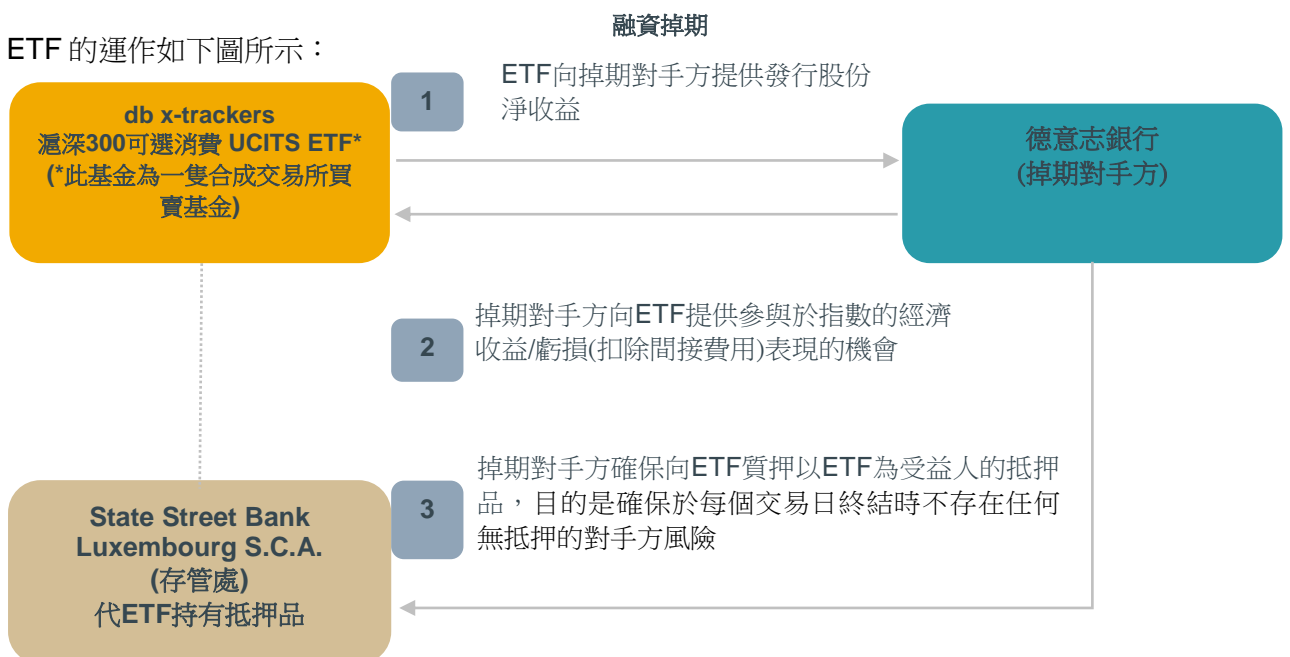 融資掉期
ETF 的運作如下圖所示：
1
ETF向掉期對手方提供發行股份
淨收益
db x-trackers
滬深300可選消費 UCITS ETF*
(*此基金為一隻合成交易所買
賣基金)
德意志銀行
(掉期對手方)
2
掉期對手方向ETF提供參與於指數的經濟
收益/虧損(扣除間接費用)表現的機會
3
掉期對手方確保向ETF質押以ETF為受益人的抵押
品，目的是確保於每個交易日終結時不存在任何
無抵押的對手方風險
State Street Bank
Luxembourg S.C.A.
(存管處)
代ETF持有抵押品